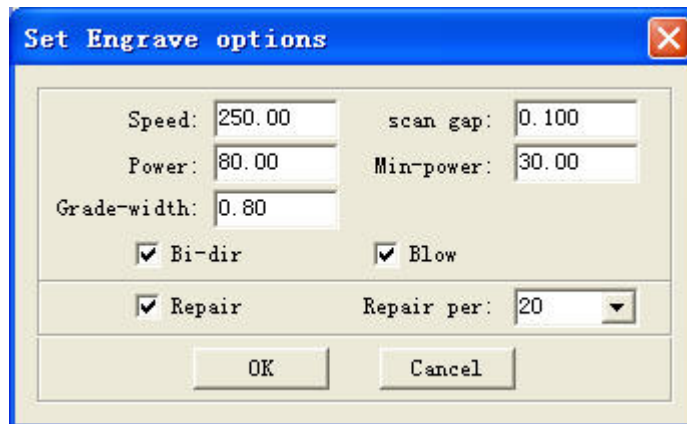 Set Engrave options
Speed: 250.00 scan gap: 0.100
Power: 80.00 Min-power: 30.00
Grade-width: 0.80
Bi-dir Blow
Repair Repair per: 20
OK Cancel